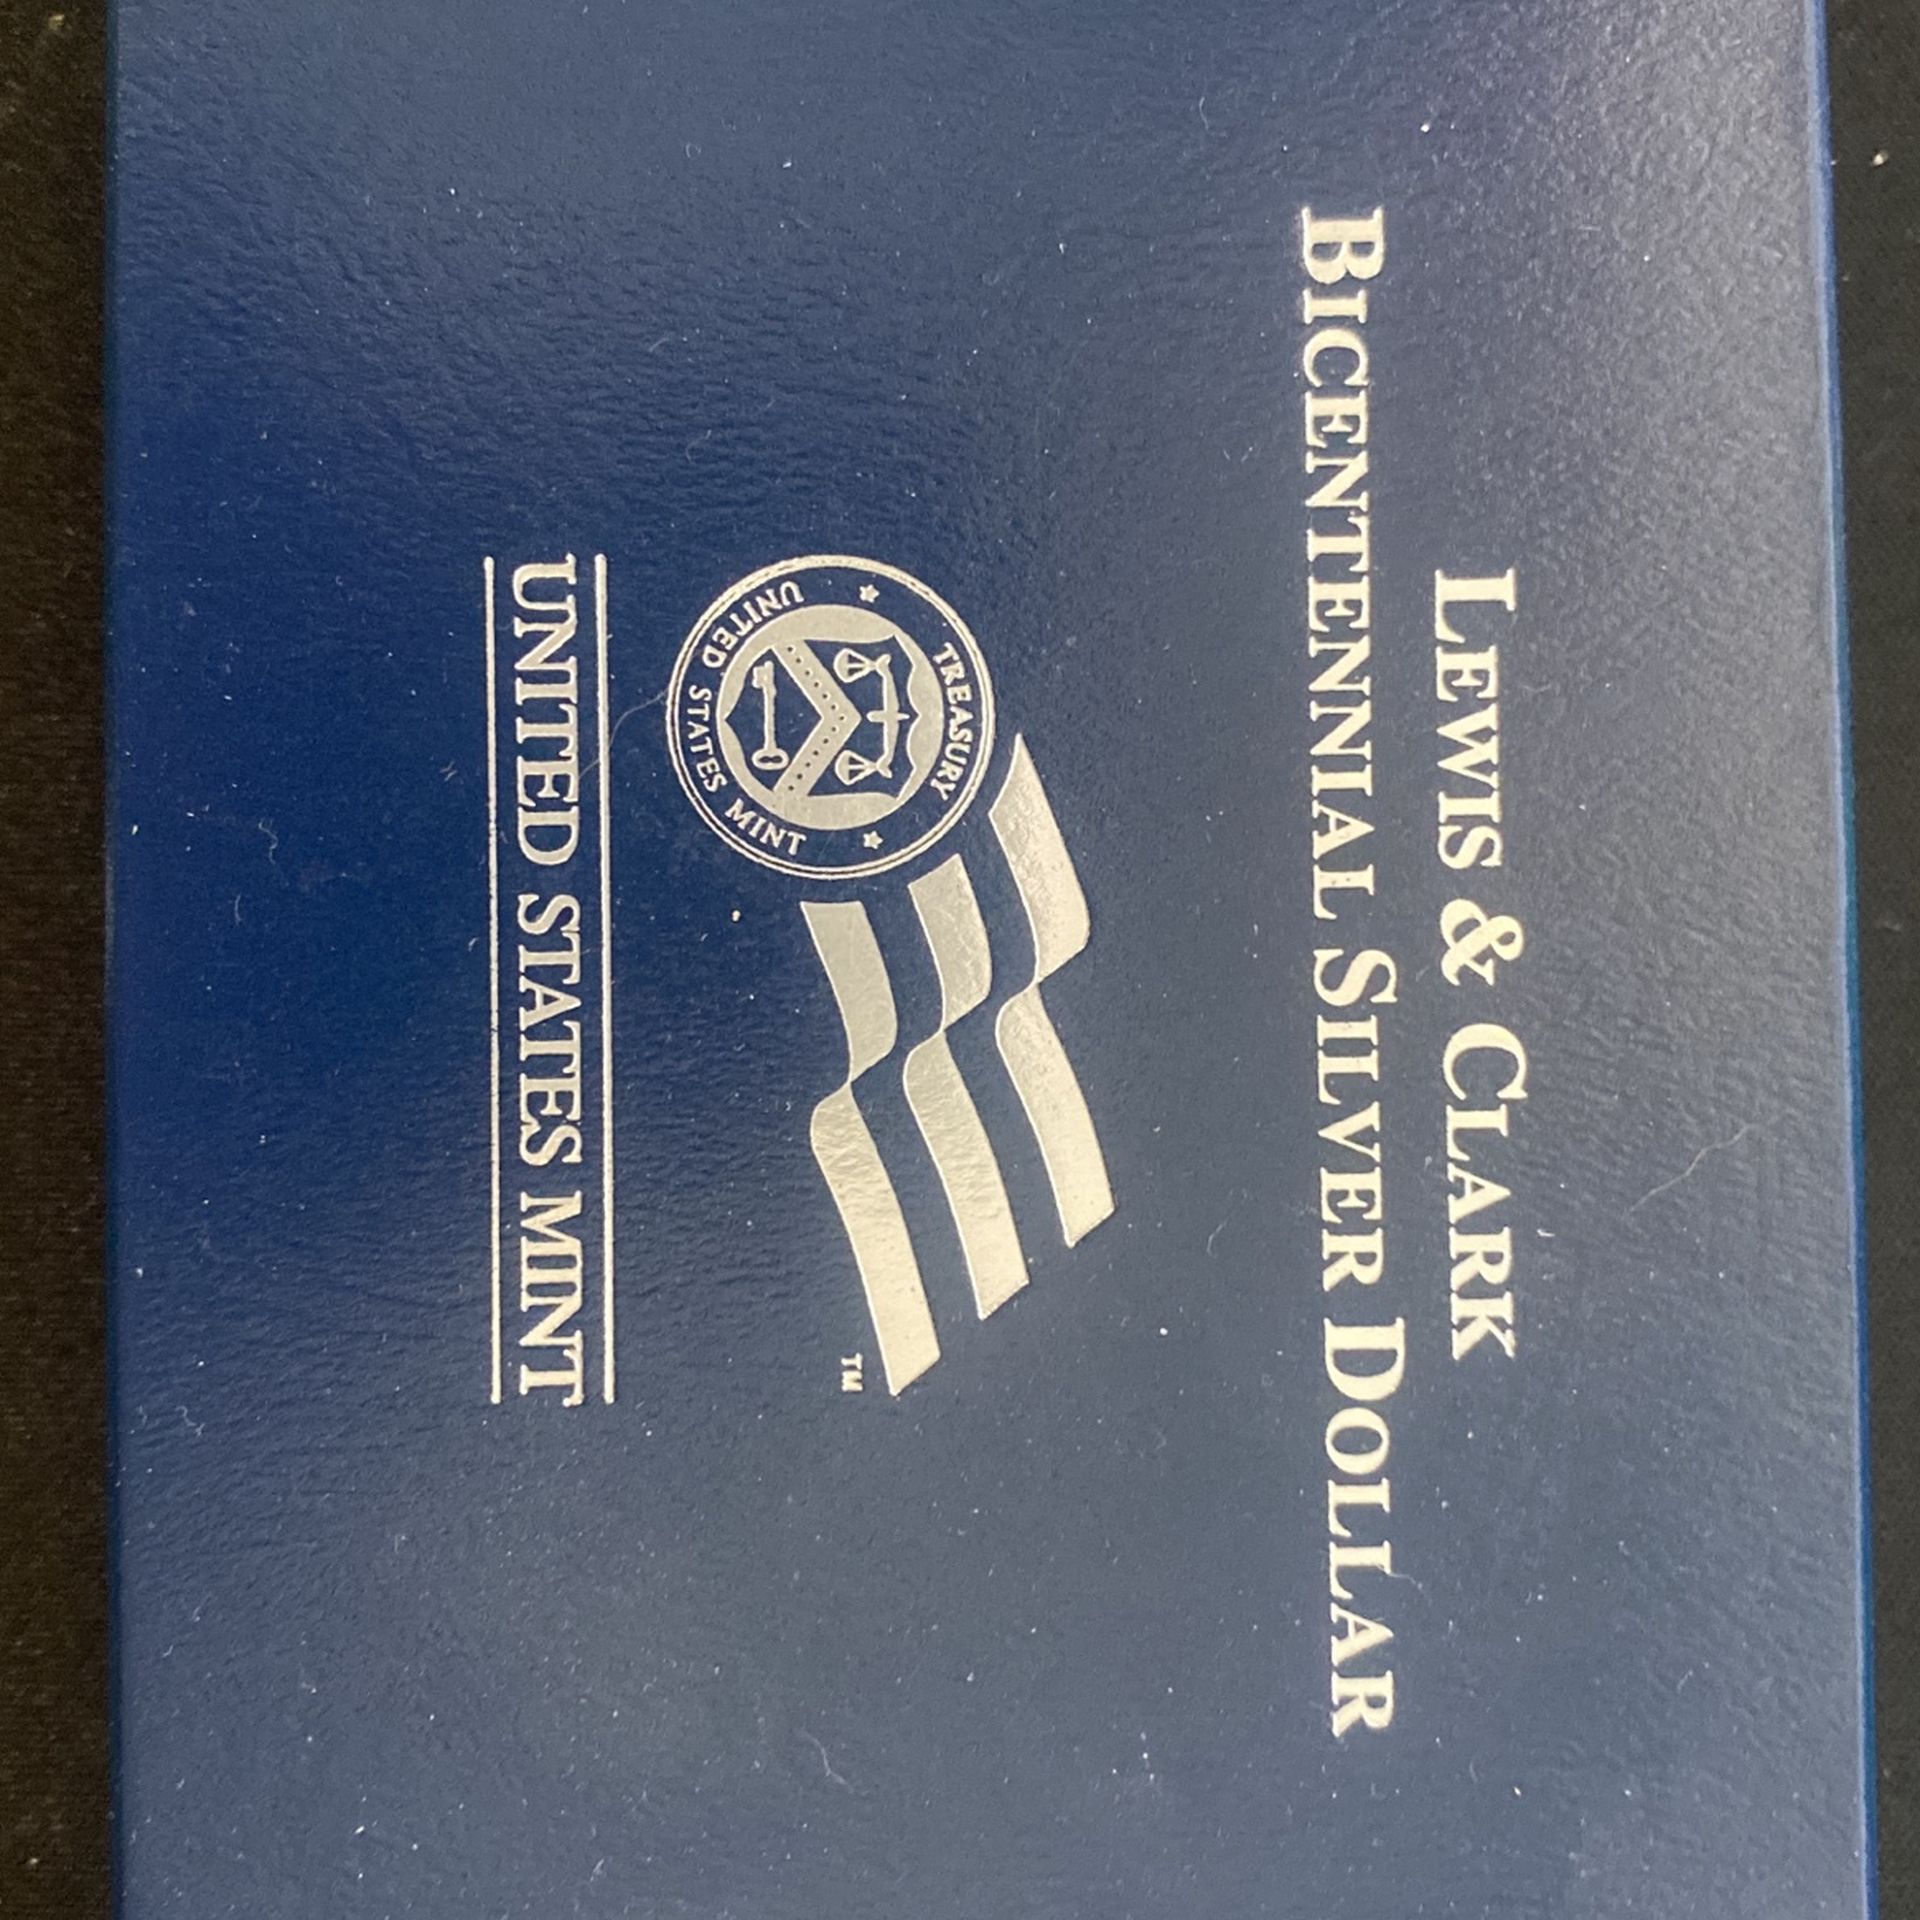 LEWIS & CLARK
BICENTENNIAL SILVER DOLLAR
TREASURY
UNITED STATES MINT
TM
UNITED STATES MINT